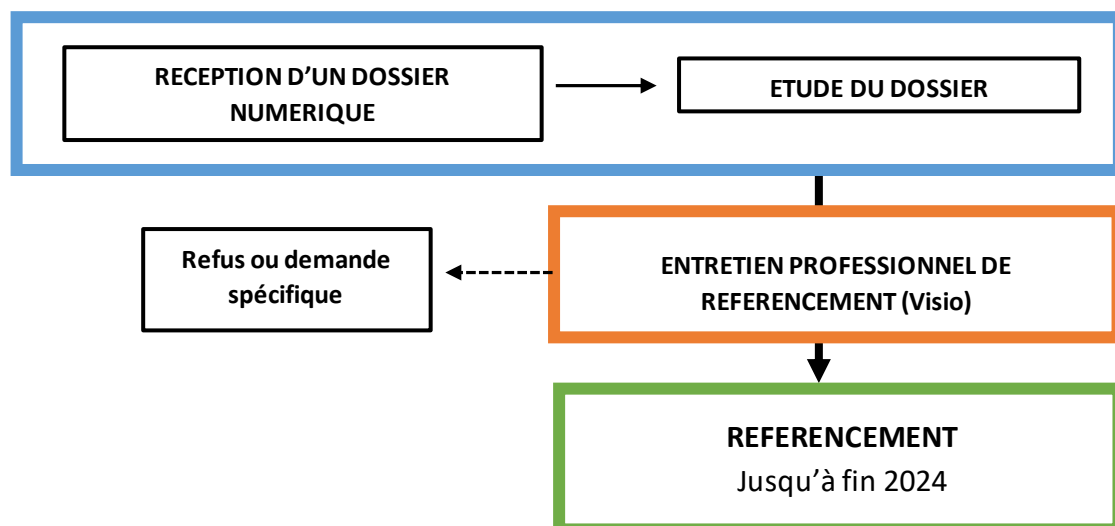 RECEPTION D’UN DOSSIER
NUMERIQUE
ETUDE DU DOSSIER
Refus ou demande
spécifique
ENTRETIEN PROFESSIONNEL DE
REFERENCEMENT (Visio)
REFERENCEMENT
Jusqu’à fin 2024